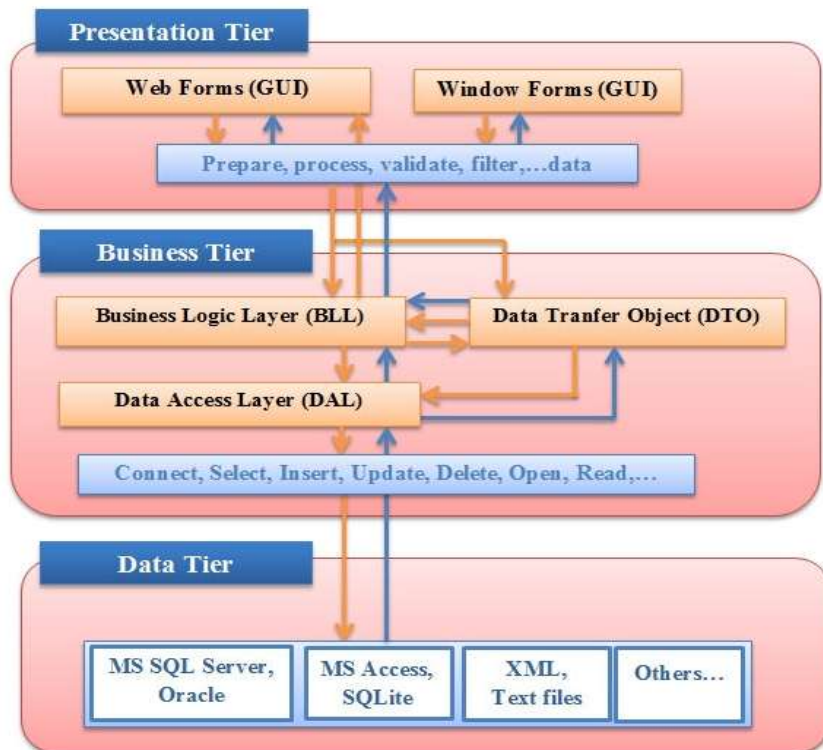 Presentation Tier
Web Forms (GUI)
Window Forms (GUI)
Prepare, process, validate, filter,...data
Business Tier
Business Logic Layer (BLL)
Data Tranfer Object (DTO)
Data Access Layer (DAL)
Connect, Select, Insert, Update, Delete, Open, Read,...
Data Tier
MS SQL Server,
Oracle
MS Access,
SQLite
XML,
Text files
Others...